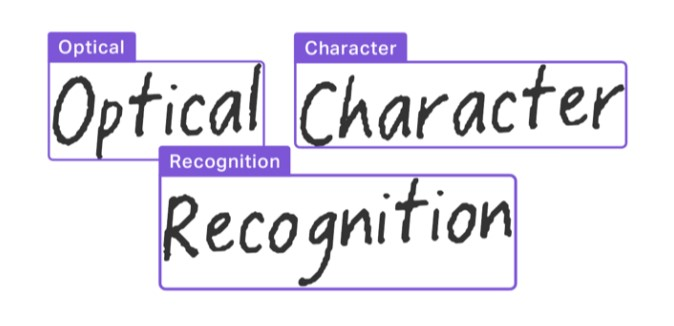 Optical Character
Optical Character
Recognition
Recognition